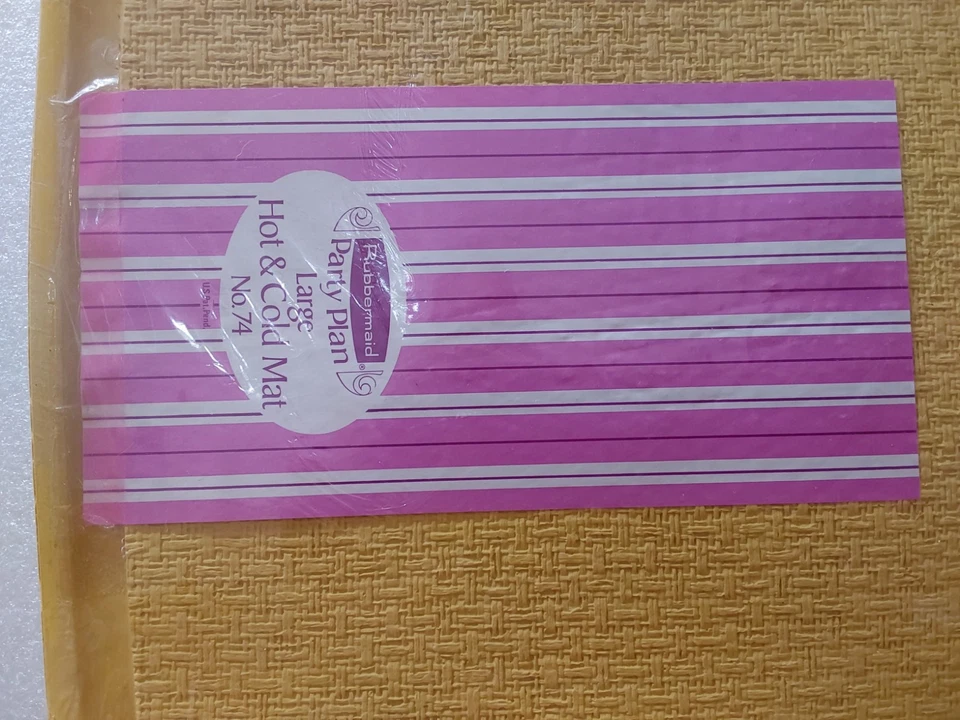 Rubbermaid®
Party Plan
Large
Hot & Cold Mat
No. 74